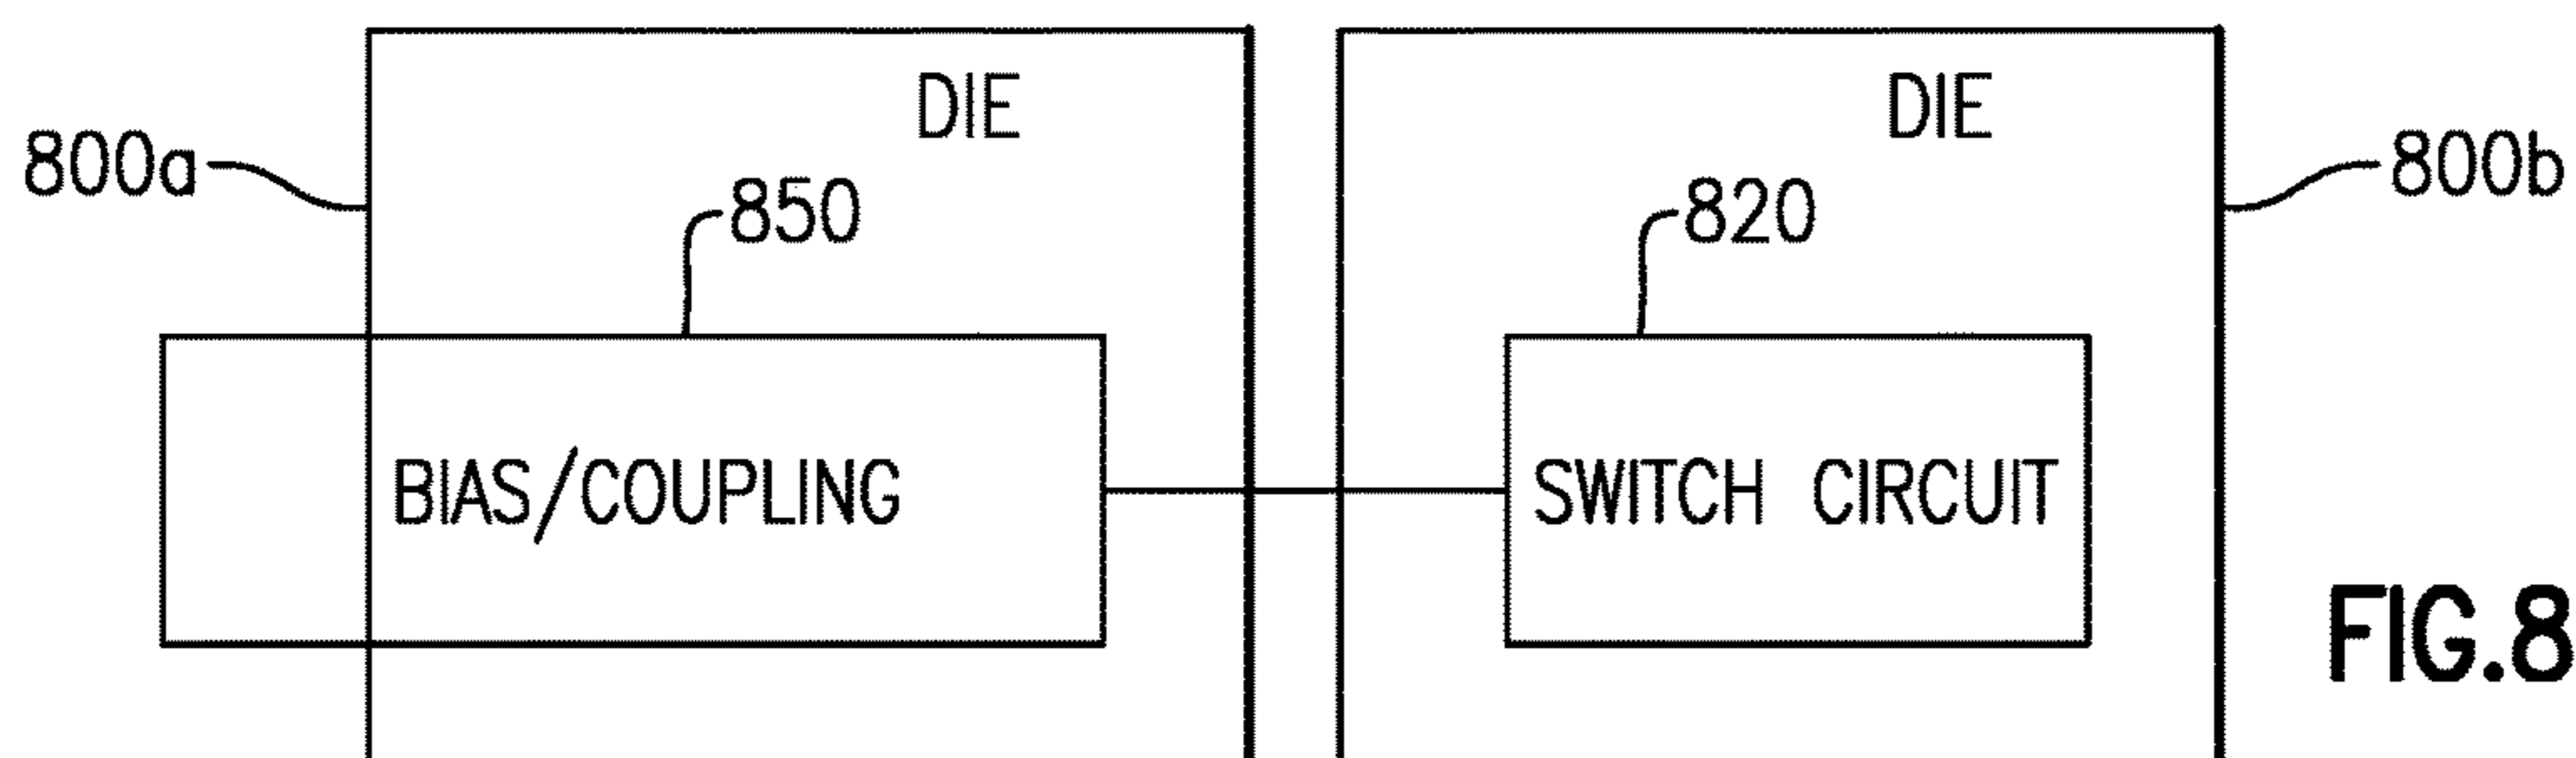 DIE
DIE
800a
800b
850
820
BIAS/COUPLING
SWITCH CIRCUIT
FIG.8